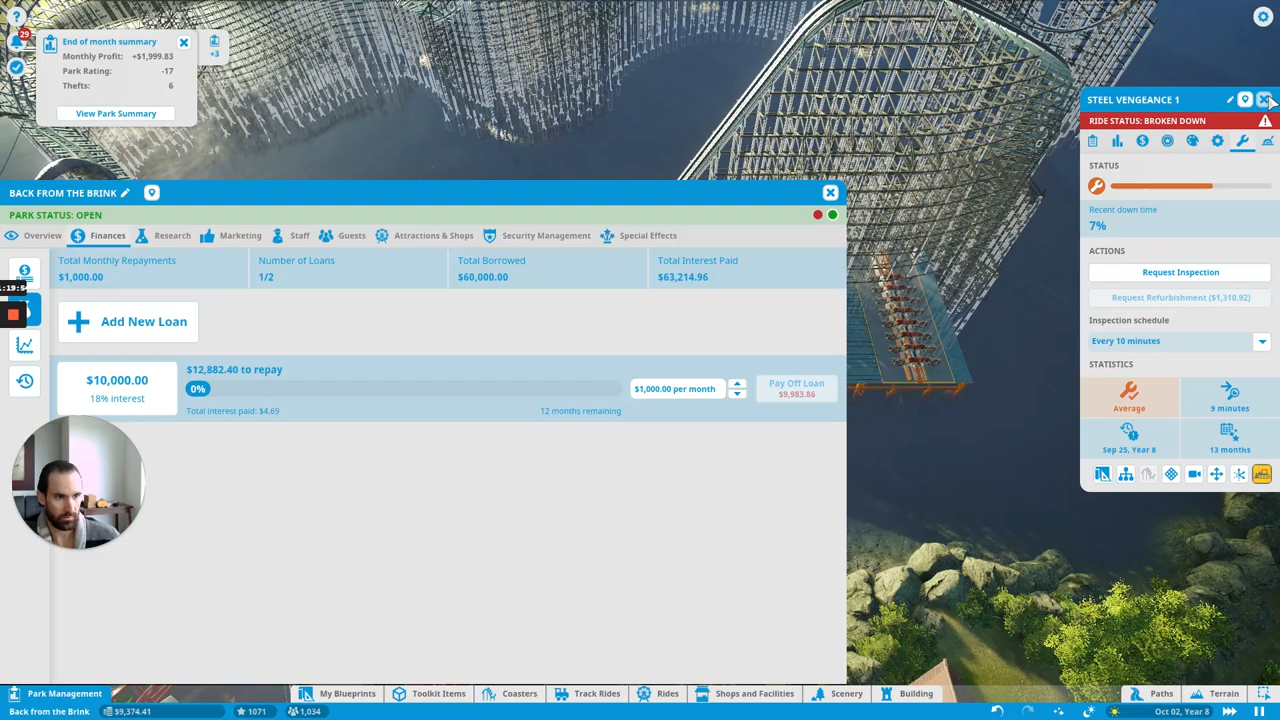 ?
29
End of month summary
Monthly Profit: +$1,999.83
Park Rating: -17
Thefts: 6
View Park Summary
+3
STEEL VENGEANCE 1
RIDE STATUS: BROKEN DOWN
STATUS
Recent down time
7%
ACTIONS
Request Inspection
Request Refurbishment ($1,310.92)
Inspection schedule
Every 10 minutes
STATISTICS
Average
9 minutes
Sep 25, Year 8
13 months
BACK FROM THE BRINK
PARK STATUS: OPEN
Overview
Finances
Research
Marketing
Staff
Guests
Attractions & Shops
Security Management
Special Effects
Total Monthly Repayments
$1,000.00
Number of Loans
1/2
Total Borrowed
$60,000.00
Total Interest Paid
$63,214.96
Add New Loan
$10,000.00
18% interest
$12,882.40 to repay
0%
Total interest paid: $4.69
12 months remaining
$1,000.00 per month
Pay Off Loan
$9,983.86
Park Management
My Blueprints
Toolkit Items
Coasters
Track Rides
Rides
Shops and Facilities
Scenery
Building
Paths
Terrain
Back from the Brink
$9,374.41
1071
1,034
Oct 02, Year 8